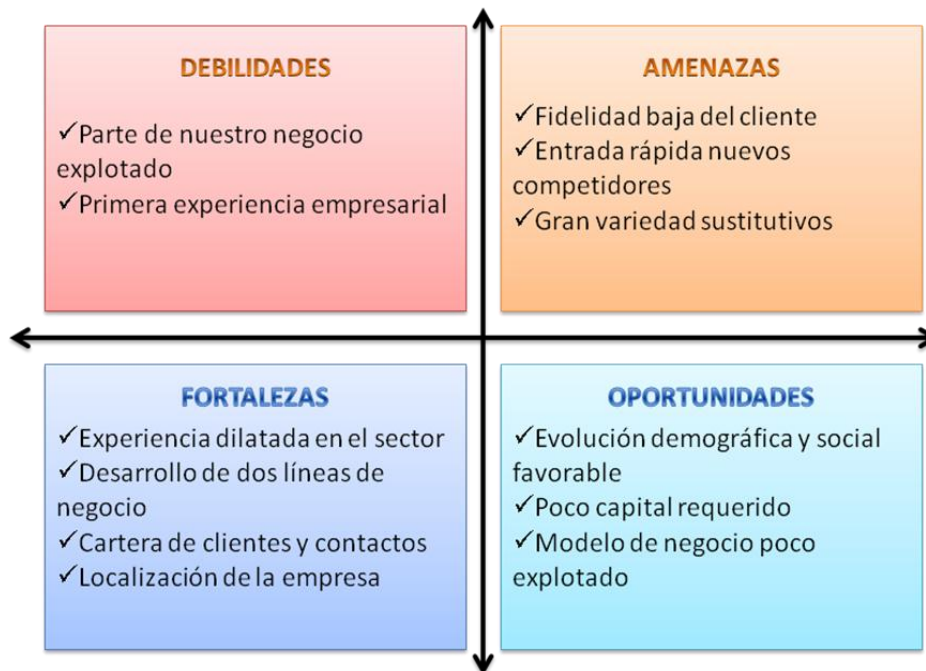 DEBILIDADES
✓Parte de nuestro negocio
explotado
✓Primera experiencia empresarial
AMENAZAS
✓Fidelidad baja del cliente
✓Entrada rápida nuevos
competidores
✓Gran variedad sustitutivos
FORTALEZAS
✓Experiencia dilatada en el sector
✓Desarrollo de dos líneas de
negocio
✓Cartera de clientes y contactos
✓Localización de la empresa
OPORTUNIDADES
✓Evolución demográfica y social
favorable
✓Poco capital requerido
✓Modelo de negocio poco
explotado